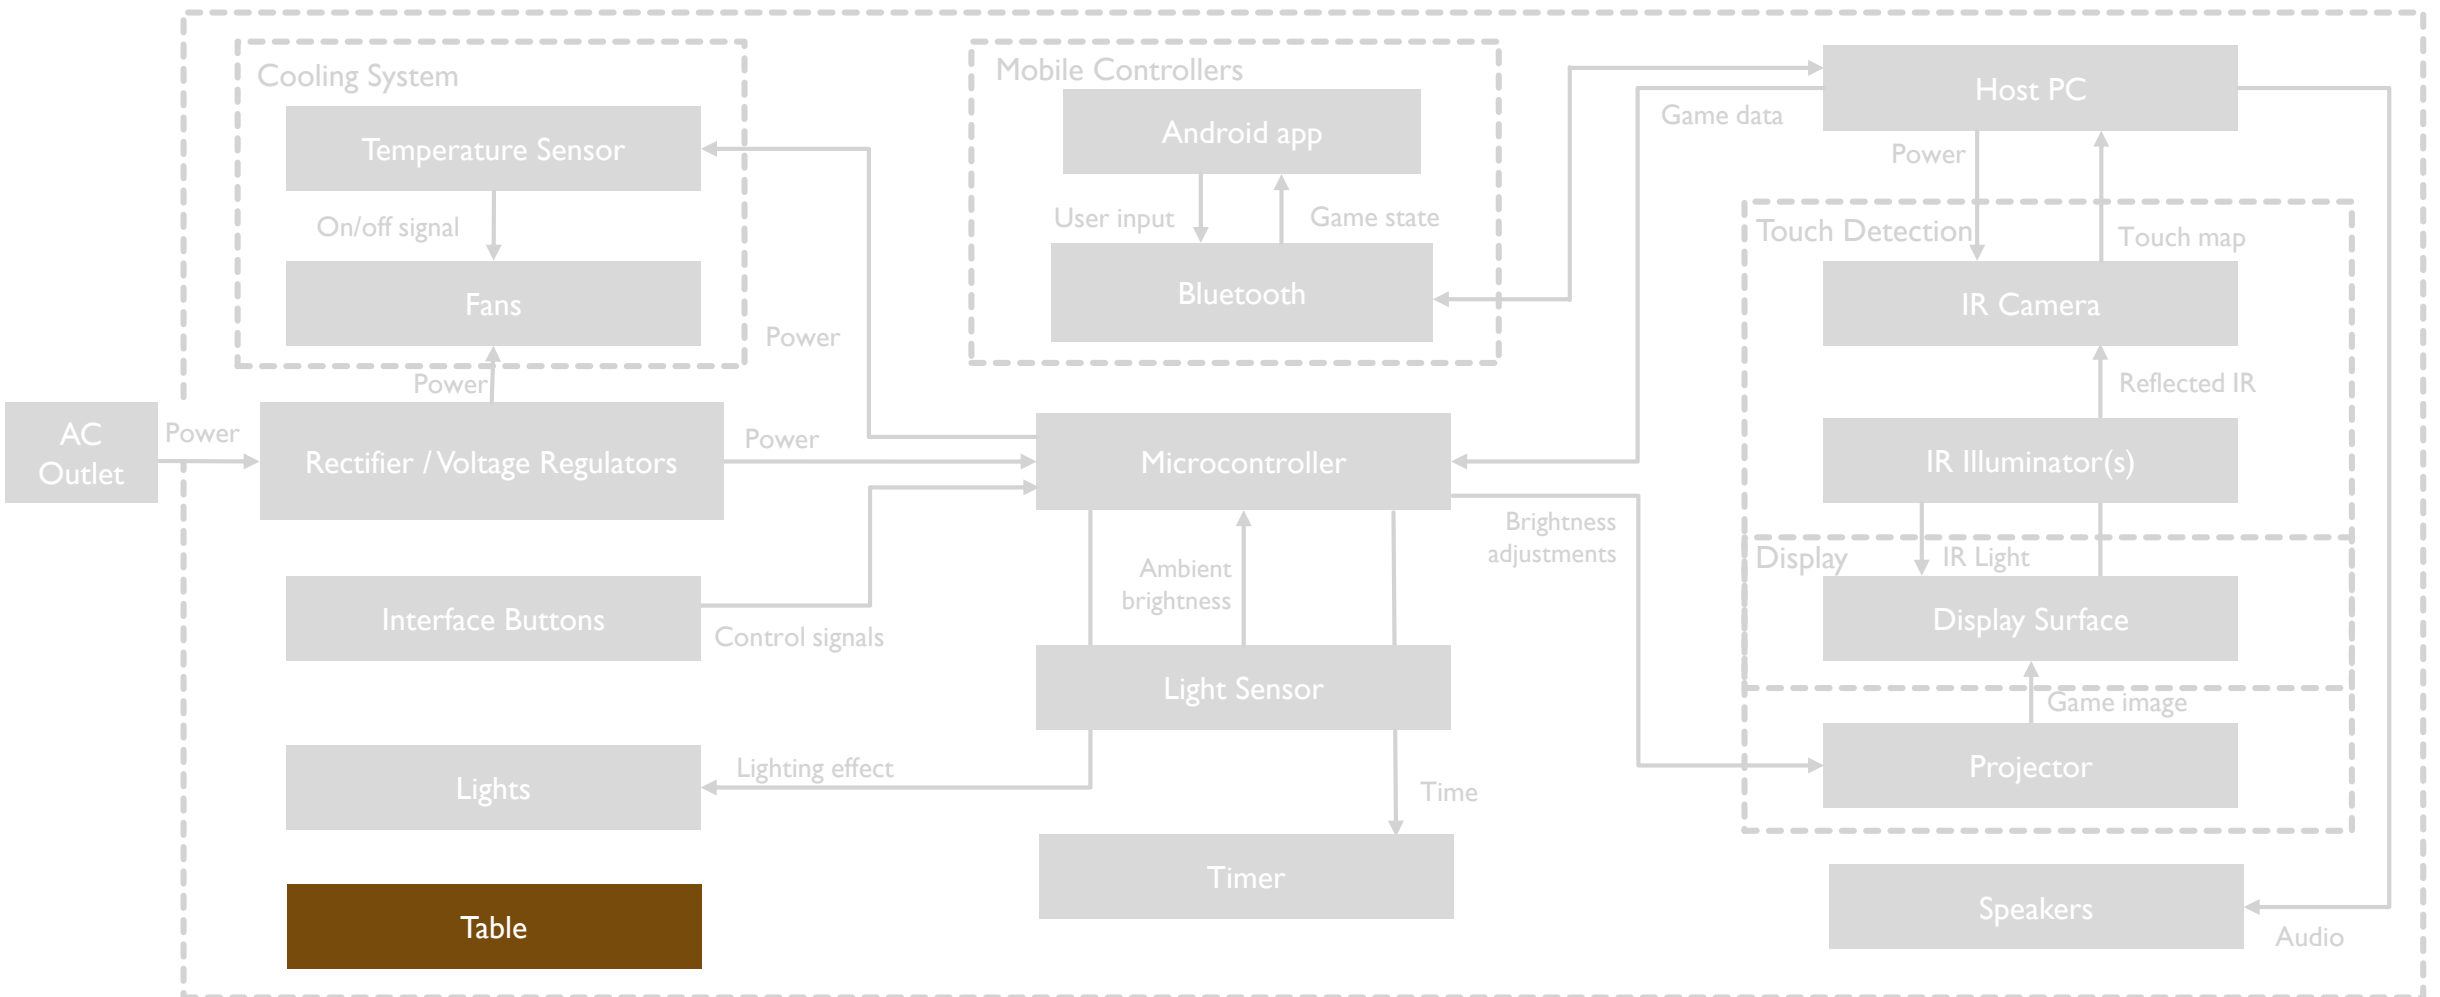 Cooling System
Temperature Sensor
On/off signal
Fans
Power
Power
AC
Outlet
Power
Rectifier / Voltage Regulators
Power
Interface Buttons
Control signals
Lights
Lighting effect
Table
Mobile Controllers
Android app
User input
Game state
Bluetooth
Microcontroller
Ambient
brightness
Light Sensor
Time
Timer
Brightness
adjustments
Host PC
Game data
Power
Touch Detection
Touch map
IR Camera
Reflected IR
IR Illuminator(s)
Display
IR Light
Display Surface
Game image
Projector
Speakers
Audio